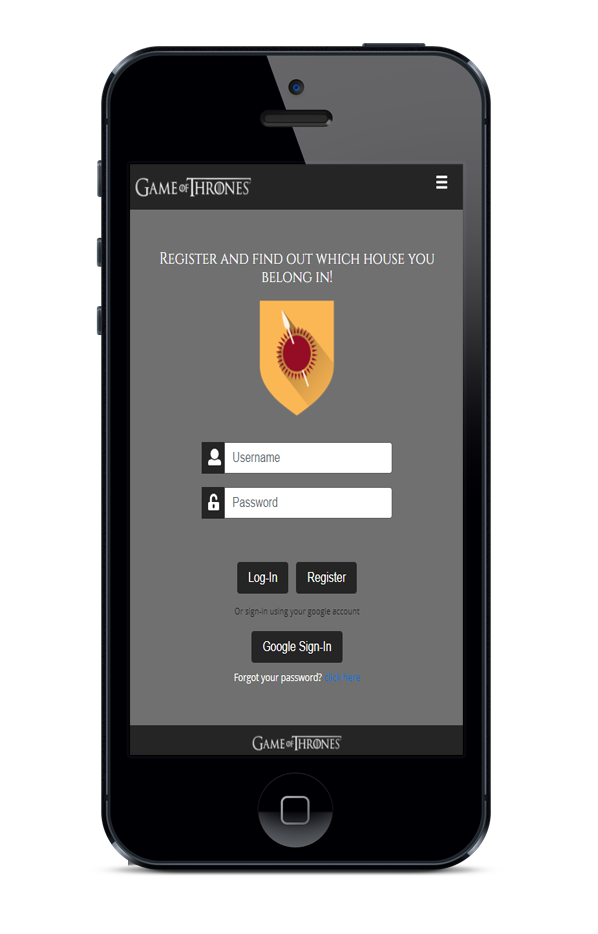 GAME OF THRONES
REGISTER AND FIND OUT WHICH HOUSE YOU
BELONG IN!
Username
Password
Log-In Register
Or sign-in using your google account
Google Sign-In
Forgot your password? click here
GAME OF THRONES